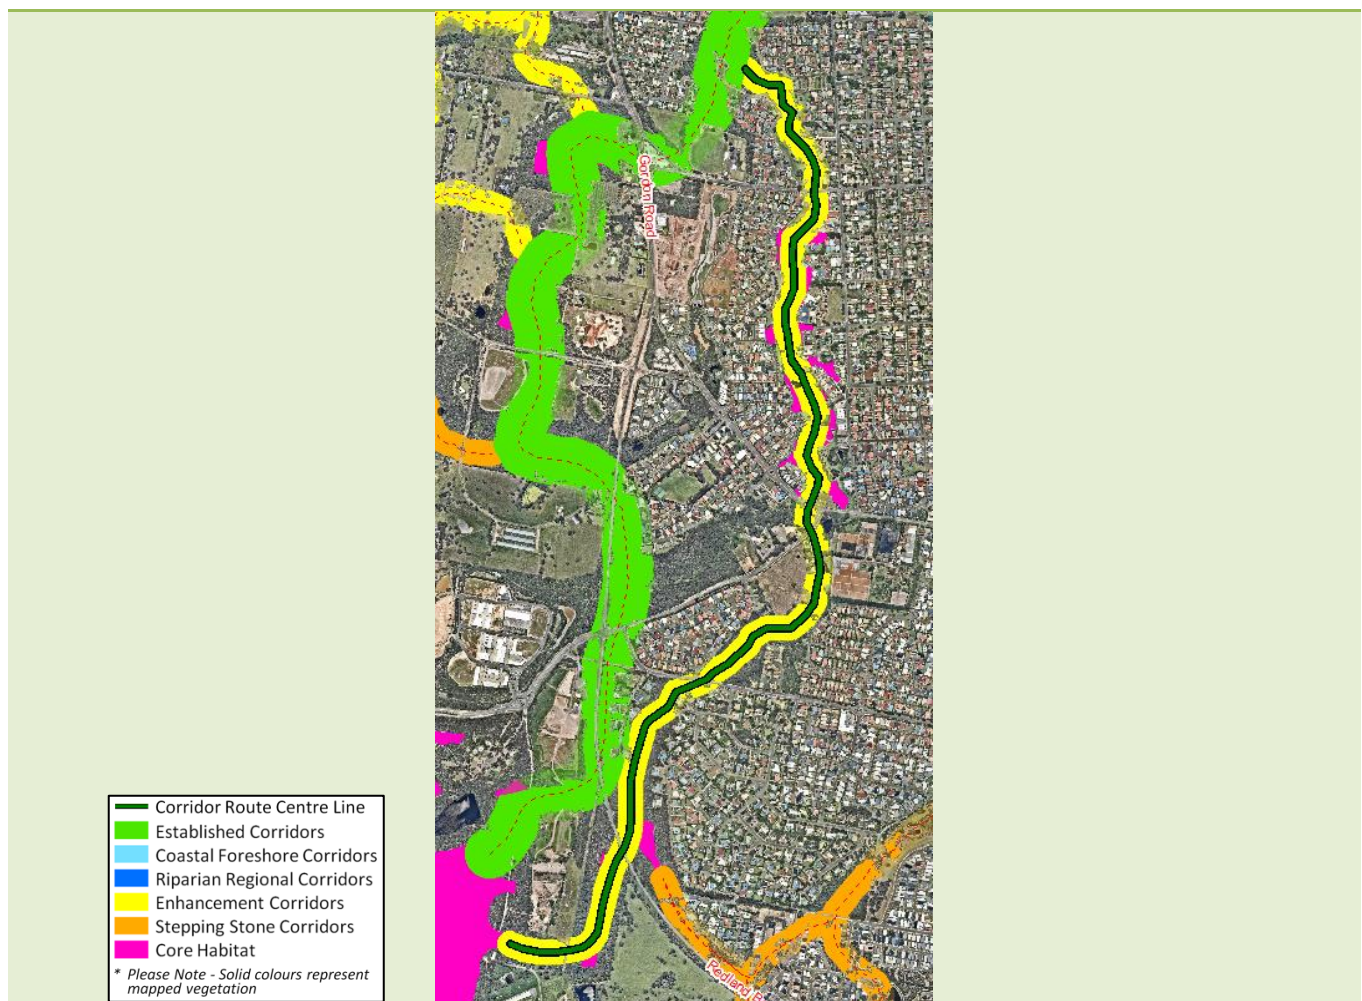 Gordon Road
Corridor Route Centre Line
Established Corridors
Coastal Foreshore Corridors
Riparian Regional Corridors
Enhancement Corridors
Stepping Stone Corridors
Core Habitat
* Please Note - Solid colours represent
mapped vegetation
Redland B